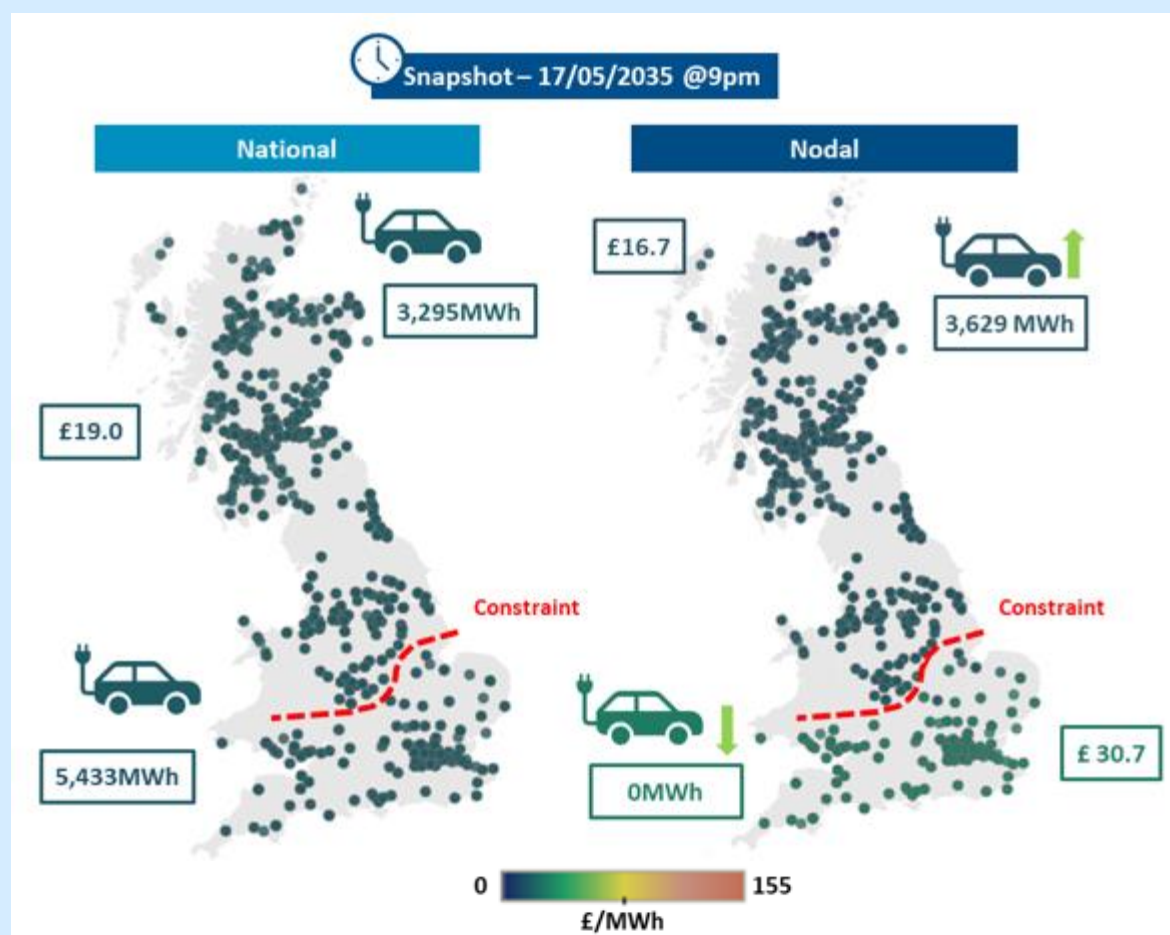 Snapshot – 17/05/2035 @9pm
National
Nodal
£16.7
3,295MWh
3,629 MWh
£19.0
Constraint
Constraint
5,433MWh
0MWh
£ 30.7
0
155
£/MWh